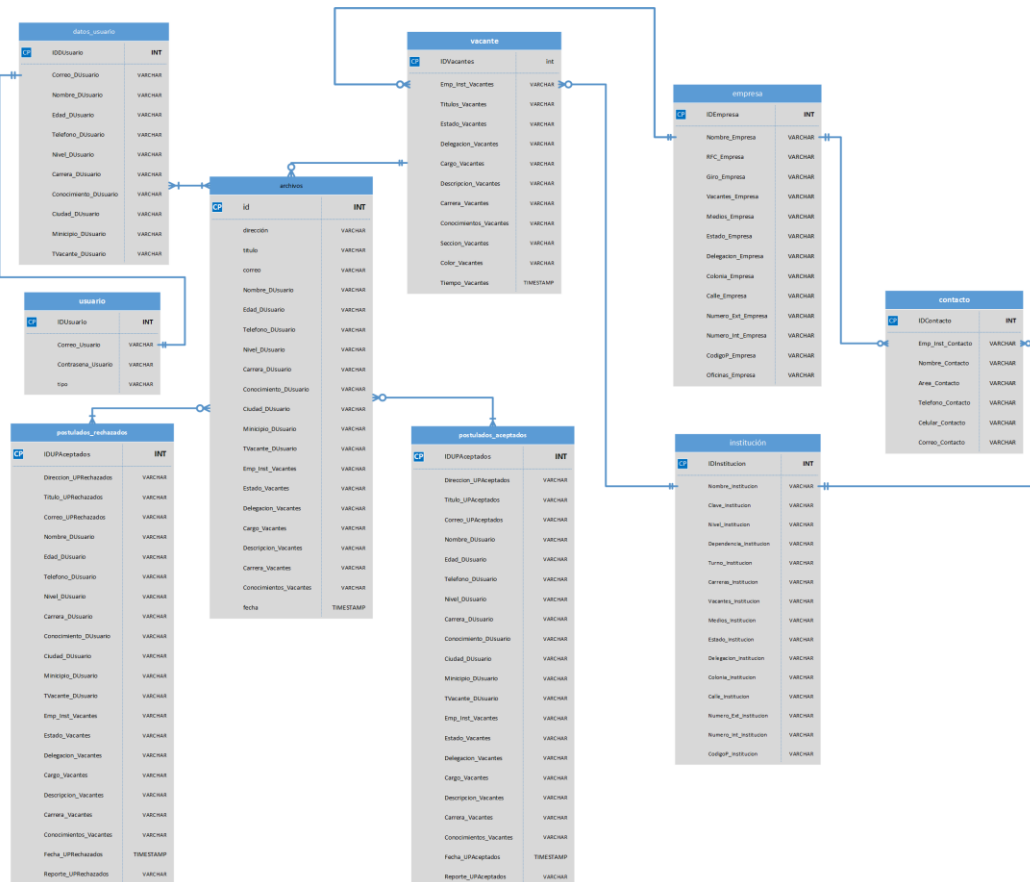 datos_usuario
CP IDDUsuario INT
Correo_DUsuario VARCHAR
Nombre_DUsuario VARCHAR
Edad_DUsuario VARCHAR
Telefono_DUsuario VARCHAR
Nivel_DUsuario VARCHAR
Carrera_DUsuario VARCHAR
Conocimiento_DUsuario VARCHAR
Ciudad_DUsuario VARCHAR
Minicipio_DUsuario VARCHAR
TVacante_DUsuario VARCHAR
usuario
CP IDUsuario INT
Correo_Usuario VARCHAR
Contraseña_Usuario VARCHAR
tipo VARCHAR
postulados_rechazados
CP IDUPAceptados INT
Direccion_UPRechazados VARCHAR
Titulo_UPRechazados VARCHAR
Correo_UPRechazados VARCHAR
Nombre_DUsuario VARCHAR
Edad_DUsuario VARCHAR
Telefono_DUsuario VARCHAR
Nivel_DUsuario VARCHAR
Carrera_DUsuario VARCHAR
Conocimiento_DUsuario VARCHAR
Ciudad_DUsuario VARCHAR
Minicipio_DUsuario VARCHAR
TVacante_DUsuario VARCHAR
Emp_Inst_Vacantes VARCHAR
Estado_Vacantes VARCHAR
Delegacion_Vacantes VARCHAR
Cargo_Vacantes VARCHAR
Descripcion_Vacantes VARCHAR
Carrera_Vacantes VARCHAR
Conocimientos_Vacantes VARCHAR
Fecha_UPRechazados TIMESTAMP
Reporte_UPRechazados VARCHAR
archivos
CP id INT
dirección VARCHAR
titulo VARCHAR
correo VARCHAR
Nombre_DUsuario VARCHAR
Edad_DUsuario VARCHAR
Telefono_DUsuario VARCHAR
Nivel_DUsuario VARCHAR
Carrera_DUsuario VARCHAR
Conocimiento_DUsuario VARCHAR
Ciudad_DUsuario VARCHAR
Minicipio_DUsuario VARCHAR
TVacante_DUsuario VARCHAR
Emp_Inst_Vacantes VARCHAR
Estado_Vacantes VARCHAR
Delegacion_Vacantes VARCHAR
Cargo_Vacantes VARCHAR
Descripcion_Vacantes VARCHAR
Carrera_Vacantes VARCHAR
Conocimientos_Vacantes VARCHAR
fecha TIMESTAMP
vacante
CP IDVacantes Int
Emp_Inst_Vacantes VARCHAR
Titulos_Vacantes VARCHAR
Estado_Vacantes VARCHAR
Delegacion_Vacantes VARCHAR
Cargo_Vacantes VARCHAR
Descripcion_Vacantes VARCHAR
Carrera_Vacantes VARCHAR
Conocimientos_Vacantes VARCHAR
Seccion_Vacantes VARCHAR
Color_Vacantes VARCHAR
Tiempo_Vacantes TIMESTAMP
postulados_aceptados
CP IDUPAceptados INT
Direccion_UPAceptados VARCHAR
Titulo_UPAceptados VARCHAR
Correo_UPAceptados VARCHAR
Nombre_DUsuario VARCHAR
Edad_DUsuario VARCHAR
Telefono_DUsuario VARCHAR
Nivel_DUsuario VARCHAR
Carrera_DUsuario VARCHAR
Conocimiento_DUsuario VARCHAR
Ciudad_DUsuario VARCHAR
Minicipio_DUsuario VARCHAR
TVacante_DUsuario VARCHAR
Emp_Inst_Vacantes VARCHAR
Estado_Vacantes VARCHAR
Delegacion_Vacantes VARCHAR
Cargo_Vacantes VARCHAR
Descripcion_Vacantes VARCHAR
Carrera_Vacantes VARCHAR
Conocimientos_Vacantes VARCHAR
Fecha_UPAceptados TIMESTAMP
Reporte_UPAceptados VARCHAR
empresa
CP IDEmpresa INT
Nombre_Empresa VARCHAR
RFC_Empresa VARCHAR
Giro_Empresa VARCHAR
Vacantes_Empresa VARCHAR
Medios_Empresa VARCHAR
Estado_Empresa VARCHAR
Delegacion_Empresa VARCHAR
Colonia_Empresa VARCHAR
Calle_Empresa VARCHAR
Numero_Ext_Empresa VARCHAR
Numero_Int_Empresa VARCHAR
CodigoP_Empresa VARCHAR
Oficinas_Empresa VARCHAR
institución
CP IDInstitucion INT
Nombre_Institucion VARCHAR
Clave_Institucion VARCHAR
Nivel_Institucion VARCHAR
Dependencia_Institucion VARCHAR
Turno_Institucion VARCHAR
Carreras_Institucion VARCHAR
Vacantes_Institucion VARCHAR
Medios_Institucion VARCHAR
Estado_Institucion VARCHAR
Delegacion_Institucion VARCHAR
Colonia_Institucion VARCHAR
Calle_Institucion VARCHAR
Numero_Ext_Institucion VARCHAR
Numero_Int_Institucion VARCHAR
CodigoP_Institucion VARCHAR
contacto
CP IDContacto INT
Emp_Inst_Contacto VARCHAR
Nombre_Contacto VARCHAR
Area_Contacto VARCHAR
Telefono_Contacto VARCHAR
Celular_Contacto VARCHAR
Correo_Contacto VARCHAR